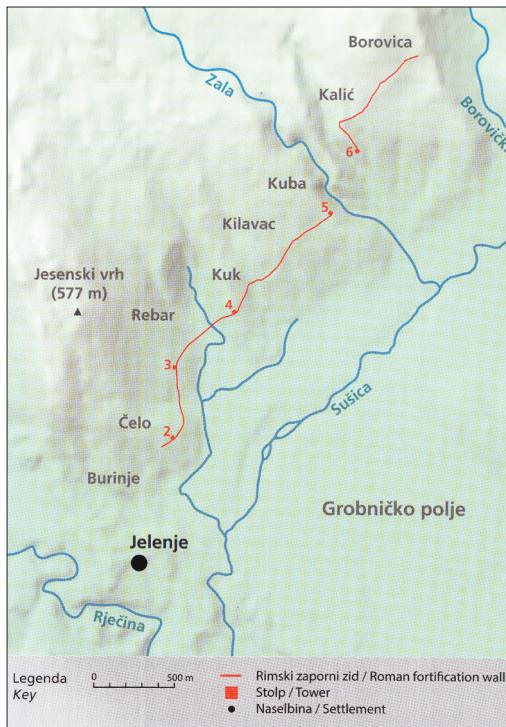 Borovica
Zala
Kalić
Borovičk
6
Kuba
5
Kilavac
Jesenski vrh
(577 m)
Kuk
4
Rebar
3
Sušica
Čelo
2
Burinje
Grobničko polje
Jelenje
Rječina
Legenda
Key
0 500 m
Rimski zaporni zid / Roman fortification wall
Stolp / Tower
Naselbina / Settlement